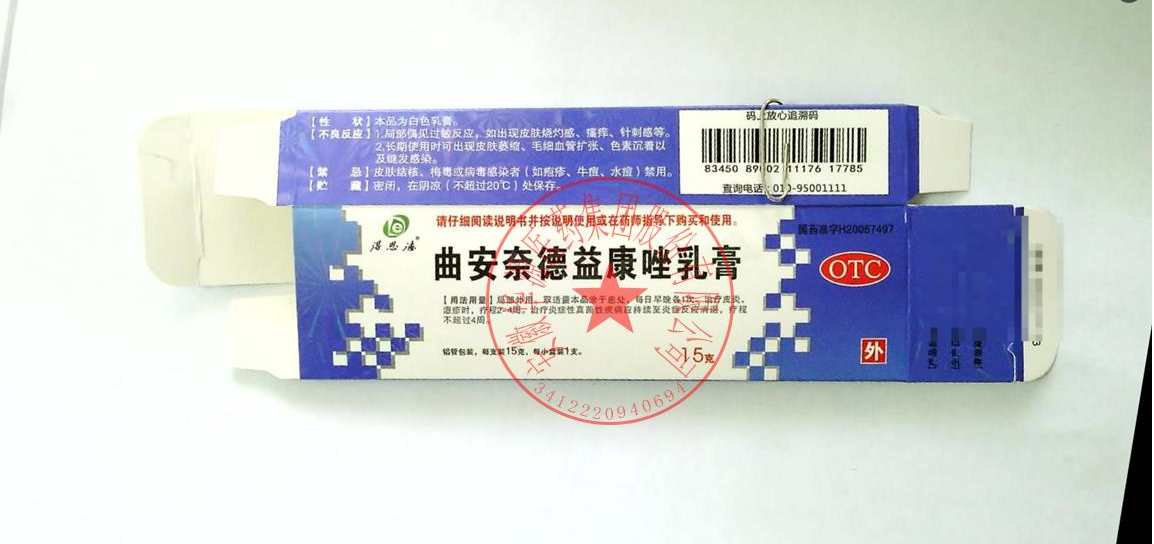 【性　状】本品为白色乳膏。
【不良反应】1.局部偶见过敏反应，如出现皮肤烧灼感、瘙痒、针刺感等。
2.长期使用时可出现皮肤萎缩、毛细血管扩张、色素沉着以
及继发感染。
【禁　忌】皮肤结核、梅毒或病毒感染者（如疱疹、牛痘、水痘）禁用。
【贮　藏】密闭，在阴凉（不超过20℃）处保存。
码上放心追溯码
83450 89002 11176 17785
查询电话：010-95001111
请仔细阅读说明书并按说明使用或在药师指导下购买和使用。
得恩德®
曲安奈德益康唑乳膏
国药准字H20067497
OTC
【用法用量】局部外用。取适量本品涂于患处，每日早晚各1次。治疗皮炎、
湿疹时，疗程2-4周。治疗炎症性真菌性疾病应持续至炎症反应消退，疗程
不超过4周。
铝管包装，每支装15克，每小盒装1支。
15克
外
3412220940694